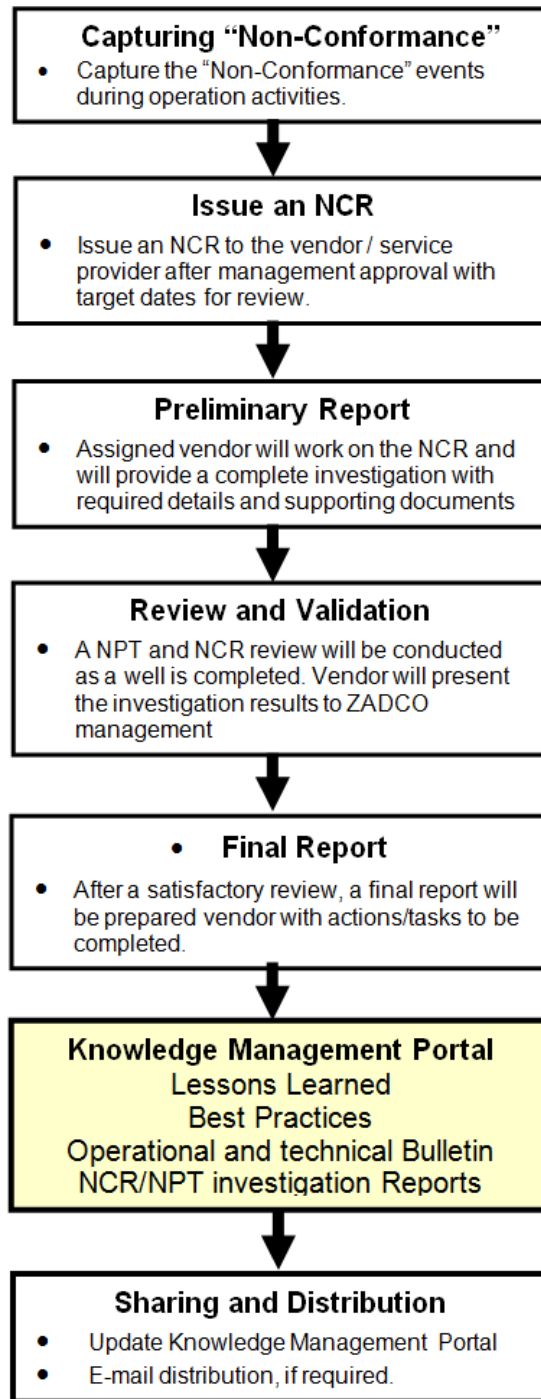 Capturing “Non-Conformance”
• Capture the “Non-Conformance” events
during operation activities.
Issue an NCR
• Issue an NCR to the vendor / service
provider after management approval with
target dates for review.
Preliminary Report
• Assigned vendor will work on the NCR and
will provide a complete investigation with
required details and supporting documents
Review and Validation
• A NPT and NCR review will be conducted
as a well is completed. Vendor will present
the investigation results to ZADCO
management
• Final Report
• After a satisfactory review, a final report will
be prepared vendor with actions/tasks to be
completed.
Knowledge Management Portal
Lessons Learned
Best Practices
Operational and technical Bulletin
NCR/NPT investigation Reports
Sharing and Distribution
• Update Knowledge Management Portal
• E-mail distribution, if required.